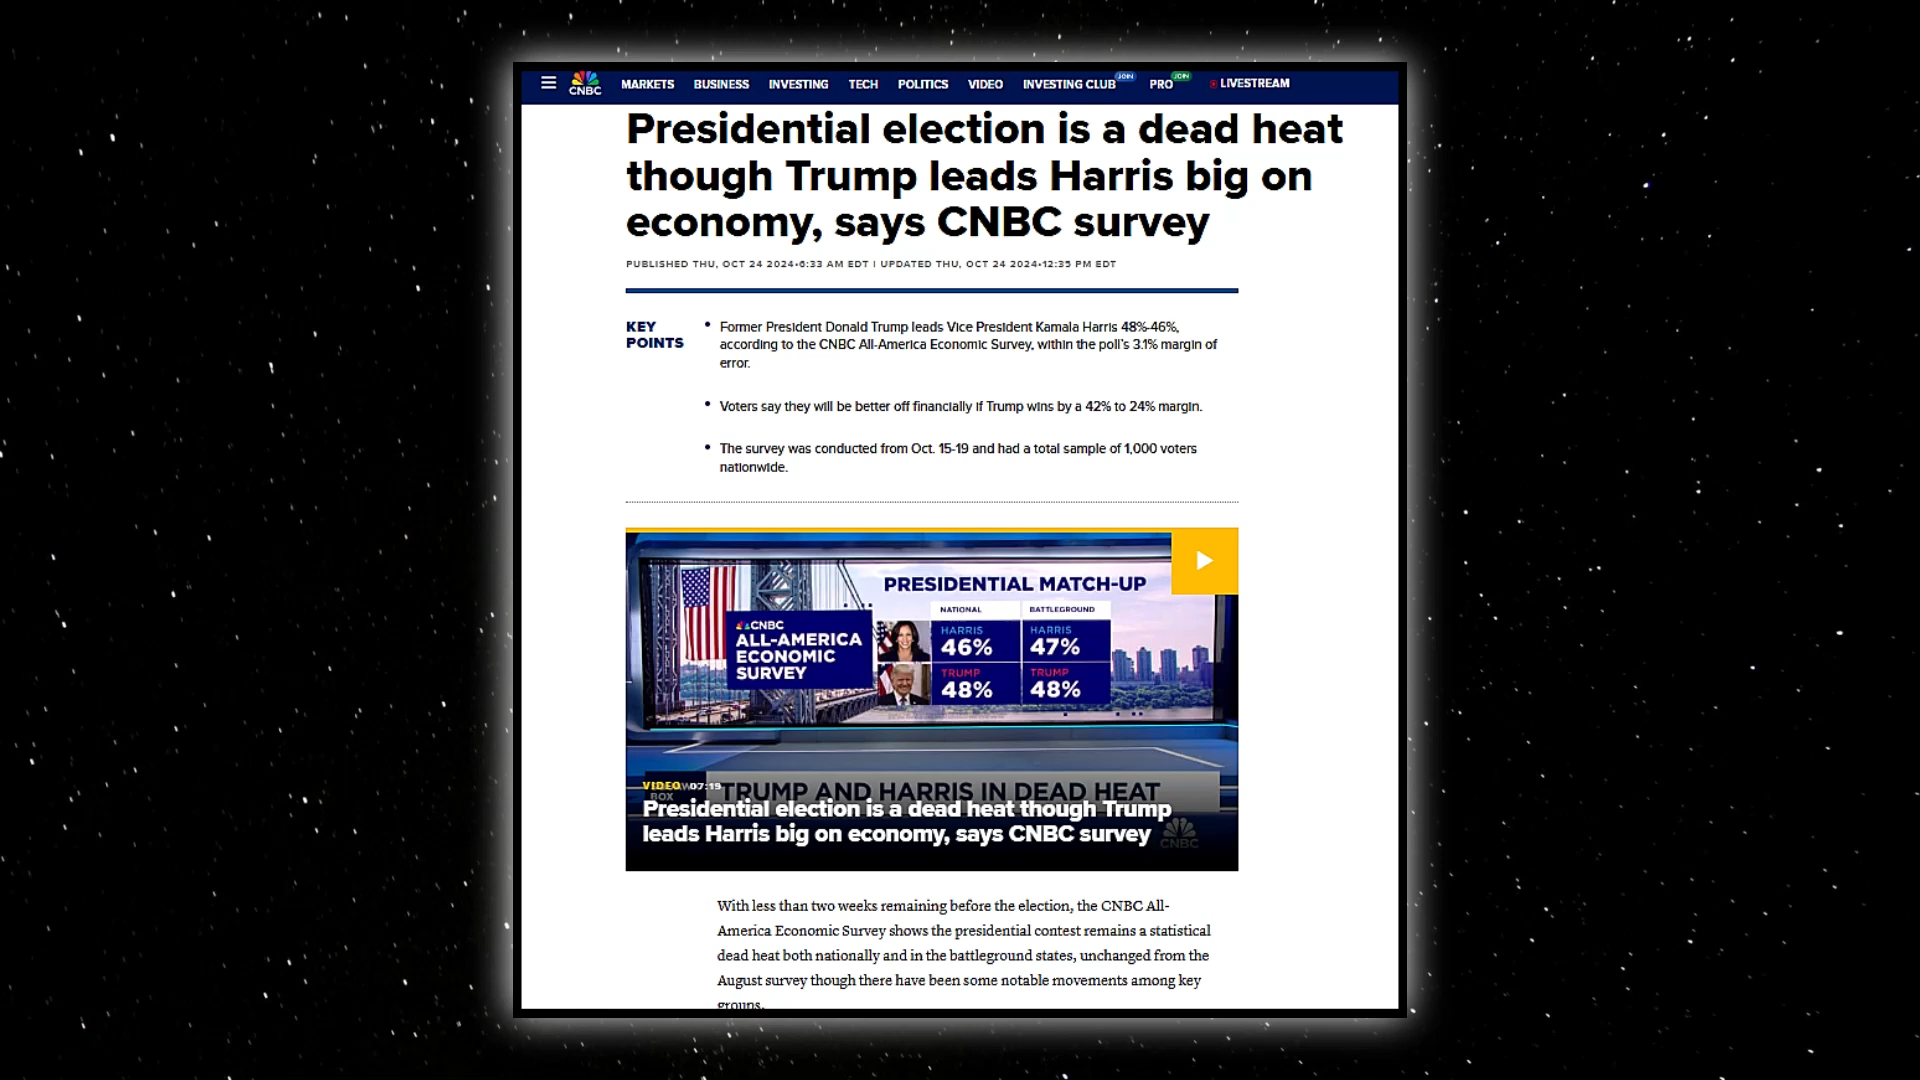 CNBC
MARKETS BUSINESS INVESTING TECH POLITICS VIDEO INVESTING CLUB JOIN PRO JOIN LIVESTREAM
Presidential election is a dead heat
though Trump leads Harris big on
economy, says CNBC survey
PUBLISHED THU, OCT 24 2024•6:33 AM EDT | UPDATED THU, OCT 24 2024•12:35 PM EDT
KEY
POINTS
• Former President Donald Trump leads Vice President Kamala Harris 48%-46%,
according to the CNBC All-America Economic Survey, within the poll's 3.1% margin of
error.
• Voters say they will be better off financially if Trump wins by a 42% to 24% margin.
• The survey was conducted from Oct. 15-19 and had a total sample of 1,000 voters
nationwide.
PRESIDENTIAL MATCH-UP
CNBC
ALL-AMERICA
ECONOMIC
SURVEY
NATIONAL BATTLEGROUND
HARRIS HARRIS
46% 47%
TRUMP TRUMP
48% 48%
VIDEO 07:19
BOX
TRUMP AND HARRIS IN DEAD HEAT
Presidential election is a dead heat though Trump
leads Harris big on economy, says CNBC survey
CNBC
With less than two weeks remaining before the election, the CNBC All-
America Economic Survey shows the presidential contest remains a statistical
dead heat both nationally and in the battleground states, unchanged from the
August survey though there have been some notable movements among key
groups.